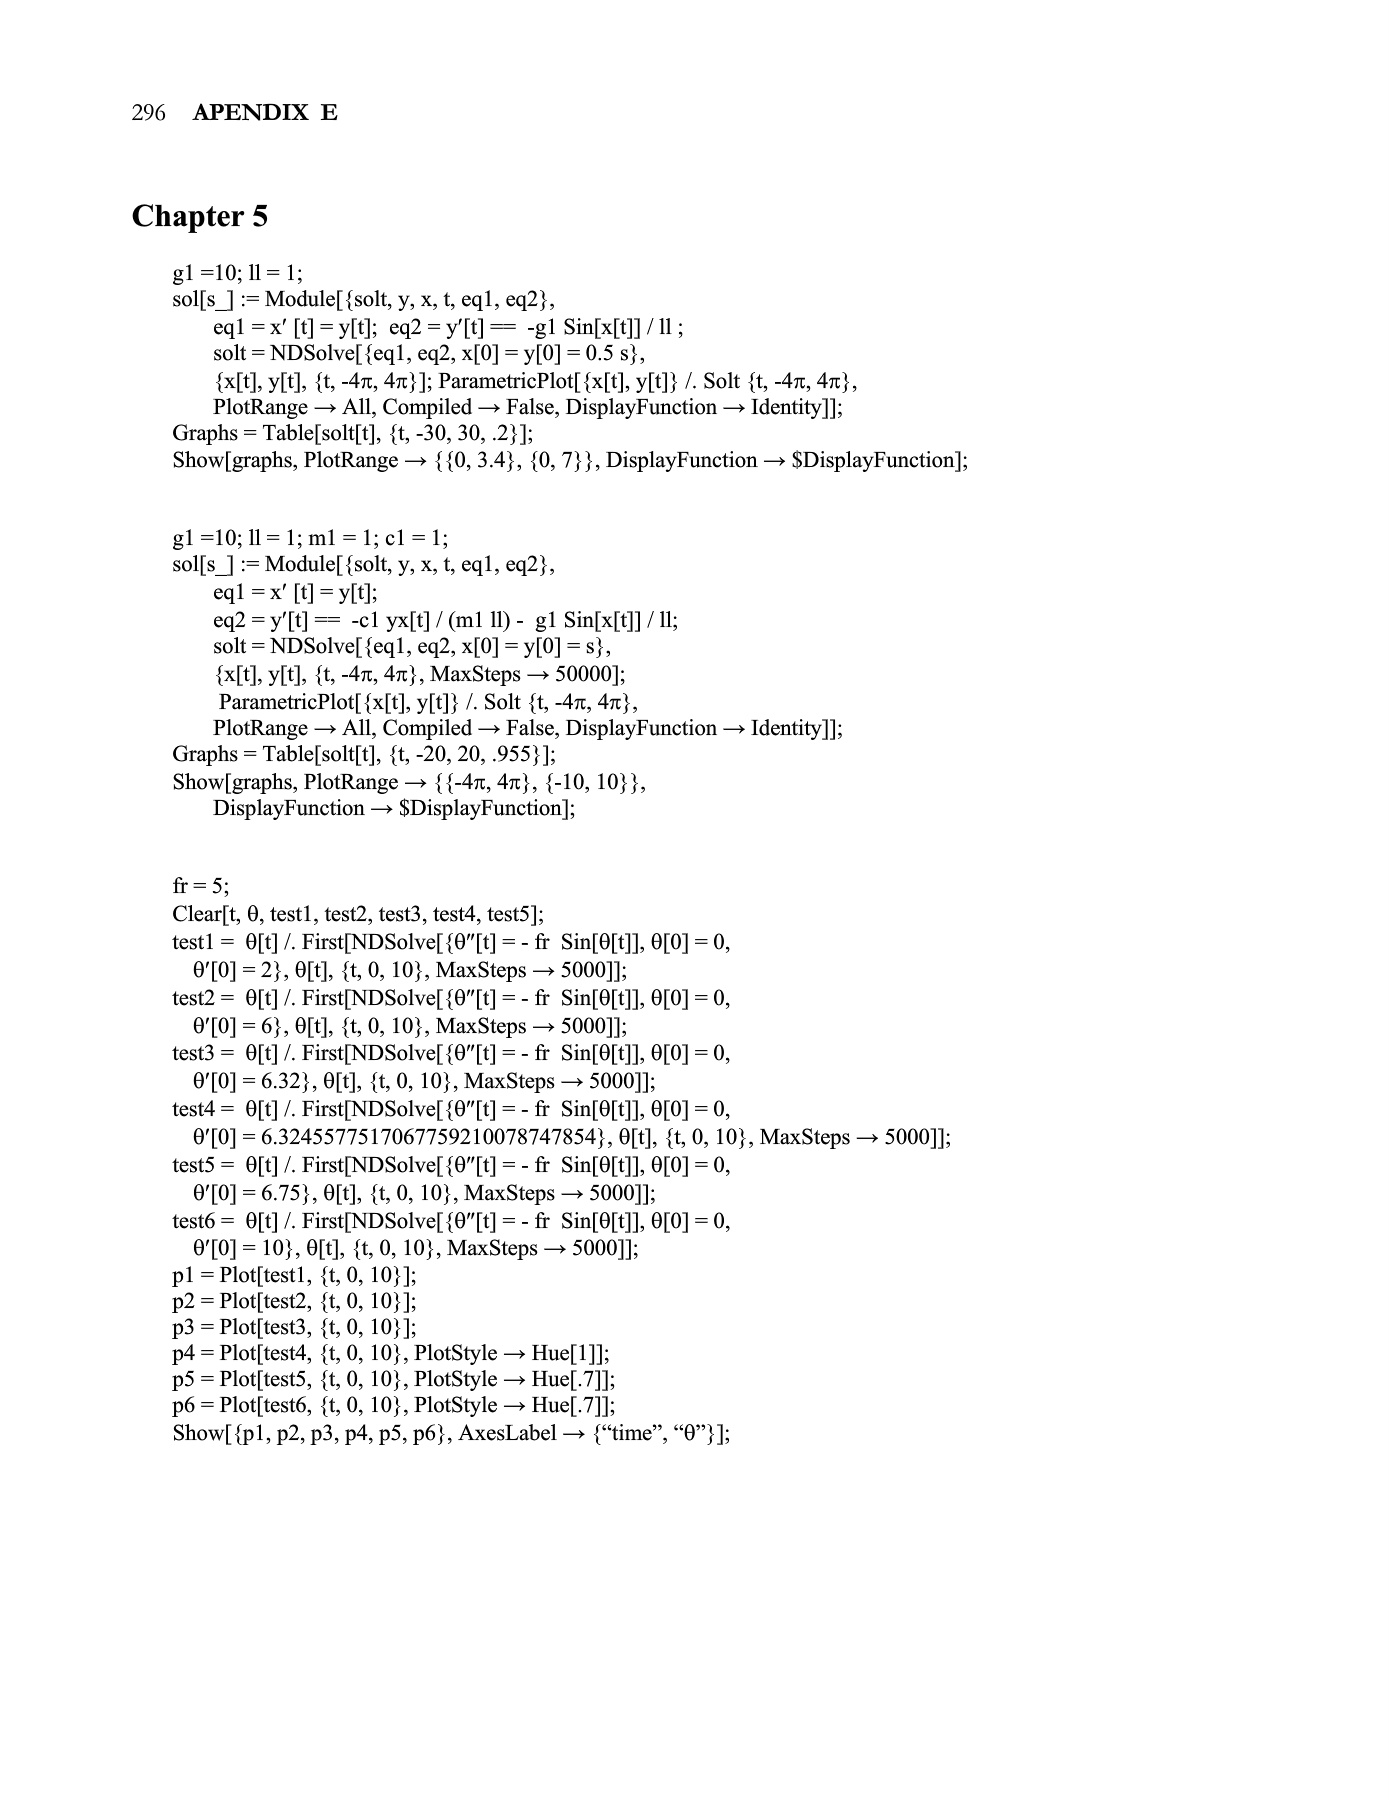 296 APENDIX E
Chapter 5
g1 =10; ll = 1;
sol[s_] := Module[{solt, y, x, t, eq1, eq2},
eq1 = x′ [t] = y[t]; eq2 = y′[t] == -g1 Sin[x[t]] / ll ;
solt = NDSolve[{eq1, eq2, x[0] = y[0] = 0.5 s},
{x[t], y[t], {t, -4π, 4π}]; ParametricPlot[{x[t], y[t]} /. Solt {t, -4π, 4π},
PlotRange → All, Compiled → False, DisplayFunction → Identity]];
Graphs = Table[solt[t], {t, -30, 30, .2}];
Show[graphs, PlotRange → {{0, 3.4}, {0, 7}}, DisplayFunction → $DisplayFunction];
g1 =10; ll = 1; m1 = 1; c1 = 1;
sol[s_] := Module[{solt, y, x, t, eq1, eq2},
eq1 = x′ [t] = y[t];
eq2 = y′[t] == -c1 yx[t] / (m1 ll) - g1 Sin[x[t]] / ll;
solt = NDSolve[{eq1, eq2, x[0] = y[0] = s},
{x[t], y[t], {t, -4π, 4π}, MaxSteps → 50000];
ParametricPlot[{x[t], y[t]} /. Solt {t, -4π, 4π},
PlotRange → All, Compiled → False, DisplayFunction → Identity]];
Graphs = Table[solt[t], {t, -20, 20, .955}];
Show[graphs, PlotRange → {{-4π, 4π}, {-10, 10}},
DisplayFunction → $DisplayFunction];
fr = 5;
Clear[t, θ, test1, test2, test3, test4, test5];
test1 = θ[t] /. First[NDSolve[{θ″[t] = - fr Sin[θ[t]], θ[0] = 0,
θ′[0] = 2}, θ[t], {t, 0, 10}, MaxSteps → 5000]];
test2 = θ[t] /. First[NDSolve[{θ″[t] = - fr Sin[θ[t]], θ[0] = 0,
θ′[0] = 6}, θ[t], {t, 0, 10}, MaxSteps → 5000]];
test3 = θ[t] /. First[NDSolve[{θ″[t] = - fr Sin[θ[t]], θ[0] = 0,
θ′[0] = 6.32}, θ[t], {t, 0, 10}, MaxSteps → 5000]];
test4 = θ[t] /. First[NDSolve[{θ″[t] = - fr Sin[θ[t]], θ[0] = 0,
θ′[0] = 6.3245577517067759210078747854}, θ[t], {t, 0, 10}, MaxSteps → 5000]];
test5 = θ[t] /. First[NDSolve[{θ″[t] = - fr Sin[θ[t]], θ[0] = 0,
θ′[0] = 6.75}, θ[t], {t, 0, 10}, MaxSteps → 5000]];
test6 = θ[t] /. First[NDSolve[{θ″[t] = - fr Sin[θ[t]], θ[0] = 0,
θ′[0] = 10}, θ[t], {t, 0, 10}, MaxSteps → 5000]];
p1 = Plot[test1, {t, 0, 10}];
p2 = Plot[test2, {t, 0, 10}];
p3 = Plot[test3, {t, 0, 10}];
p4 = Plot[test4, {t, 0, 10}, PlotStyle → Hue[1]];
p5 = Plot[test5, {t, 0, 10}, PlotStyle → Hue[.7]];
p6 = Plot[test6, {t, 0, 10}, PlotStyle → Hue[.7]];
Show[{p1, p2, p3, p4, p5, p6}, AxesLabel → {“time”, “θ”}];